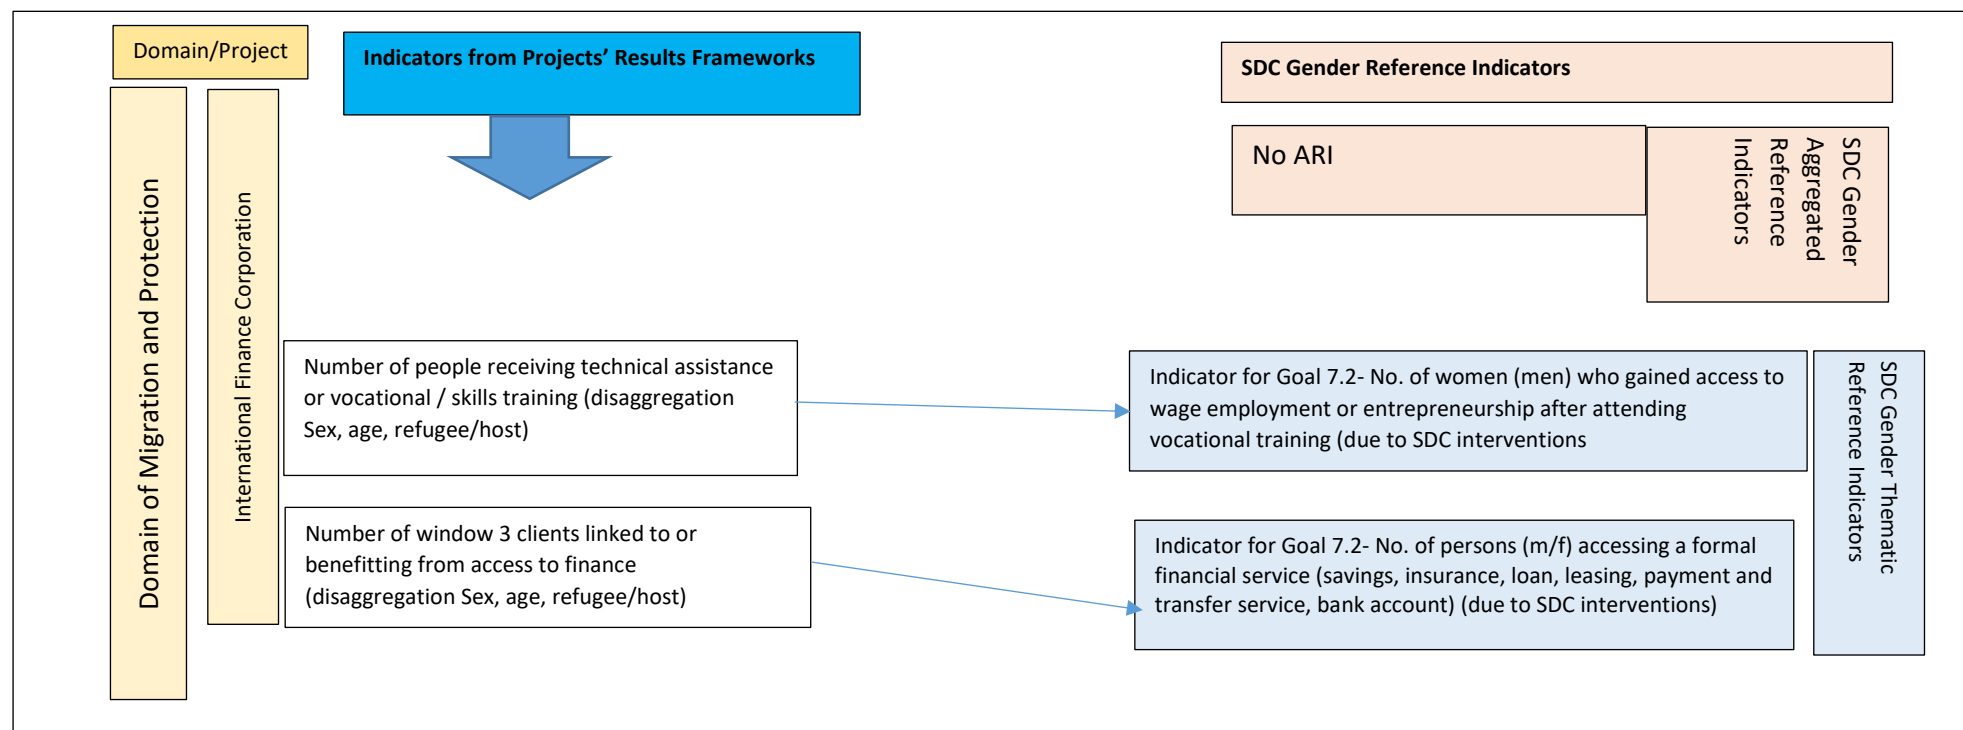 Domain/Project
Indicators from Projects’ Results Frameworks
SDC Gender Reference Indicators
No ARI
SDC Gender
Aggregated
Reference
Indicators
Domain of Migration and Protection
International Finance Corporation
Number of people receiving technical assistance
or vocational / skills training (disaggregation
Sex, age, refugee/host)
Indicator for Goal 7.2- No. of women (men) who gained access to
wage employment or entrepreneurship after attending
vocational training (due to SDC interventions
SDC Gender Thematic
Reference Indicators
Number of window 3 clients linked to or
benefitting from access to finance
(disaggregation Sex, age, refugee/host)
Indicator for Goal 7.2- No. of persons (m/f) accessing a formal
financial service (savings, insurance, loan, leasing, payment and
transfer service, bank account) (due to SDC interventions)